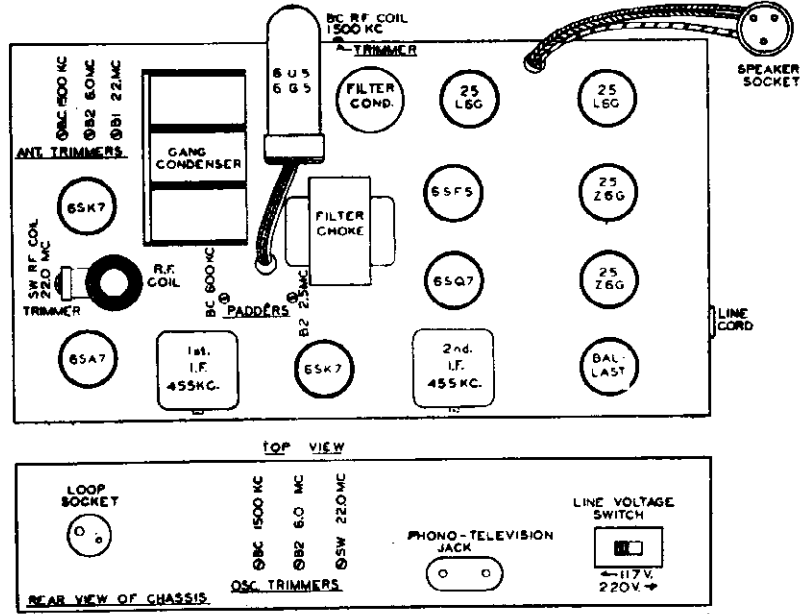 BC RF COIL
1500 KC
TRIMMER
SPEAKER
SOCKET
BC 1500 KC
B2 6.0 MC
B1 22.MC
ANT. TRIMMERS
GANG
CONDENSER
6U5
6G5
FILTER
COND.
25
L6G
25
L6G
6SK7
FILTER
CHOKE
6SF5
25
Z6G
SW RF COIL
22.0 MC
TRIMMER
R.F.
COIL
BC 600 KC
PADDERS
B2 2.5MC
6SQ7
25
Z6G
LINE
CORD
6SA7
1st.
I.F.
455KC.
6SK7
2nd.
I.F.
455KC.
BAL-
LAST
TOP VIEW
LOOP
SOCKET
BC 1500 KC
B2 6.0 MC
SW 22.0MC
OSC. TRIMMERS
PHONO-TELEVISION
JACK
LINE VOLTAGE
SWITCH
←117V.
220V.→
REAR VIEW OF CHASSIS